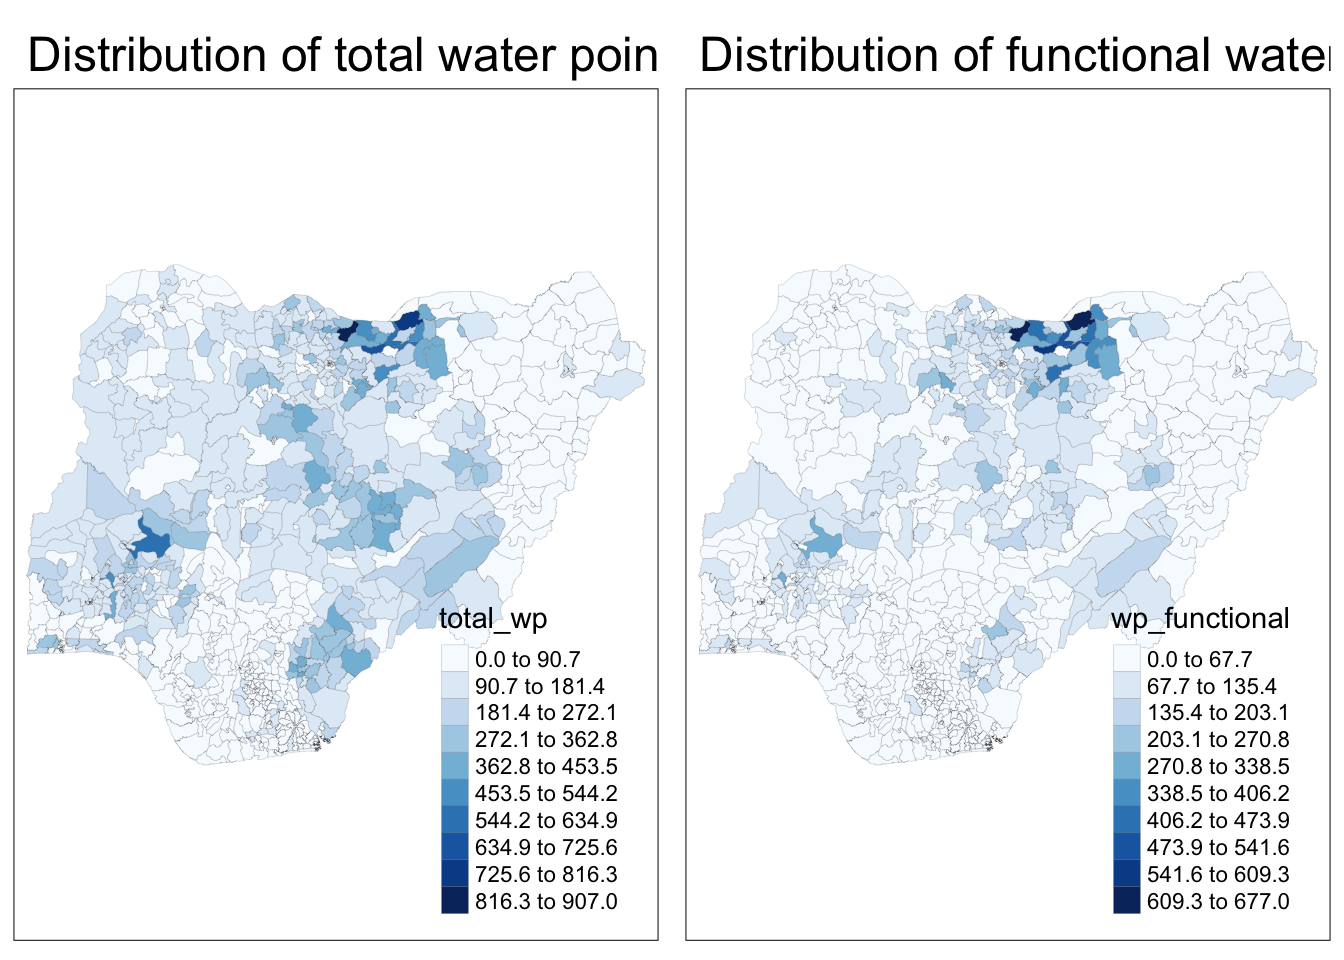 Distribution of total water poin
Distribution of functional water
total_wp
0.0 to 90.7
90.7 to 181.4
181.4 to 272.1
272.1 to 362.8
362.8 to 453.5
453.5 to 544.2
544.2 to 634.9
634.9 to 725.6
725.6 to 816.3
816.3 to 907.0
wp_functional
0.0 to 67.7
67.7 to 135.4
135.4 to 203.1
203.1 to 270.8
270.8 to 338.5
338.5 to 406.2
406.2 to 473.9
473.9 to 541.6
541.6 to 609.3
609.3 to 677.0